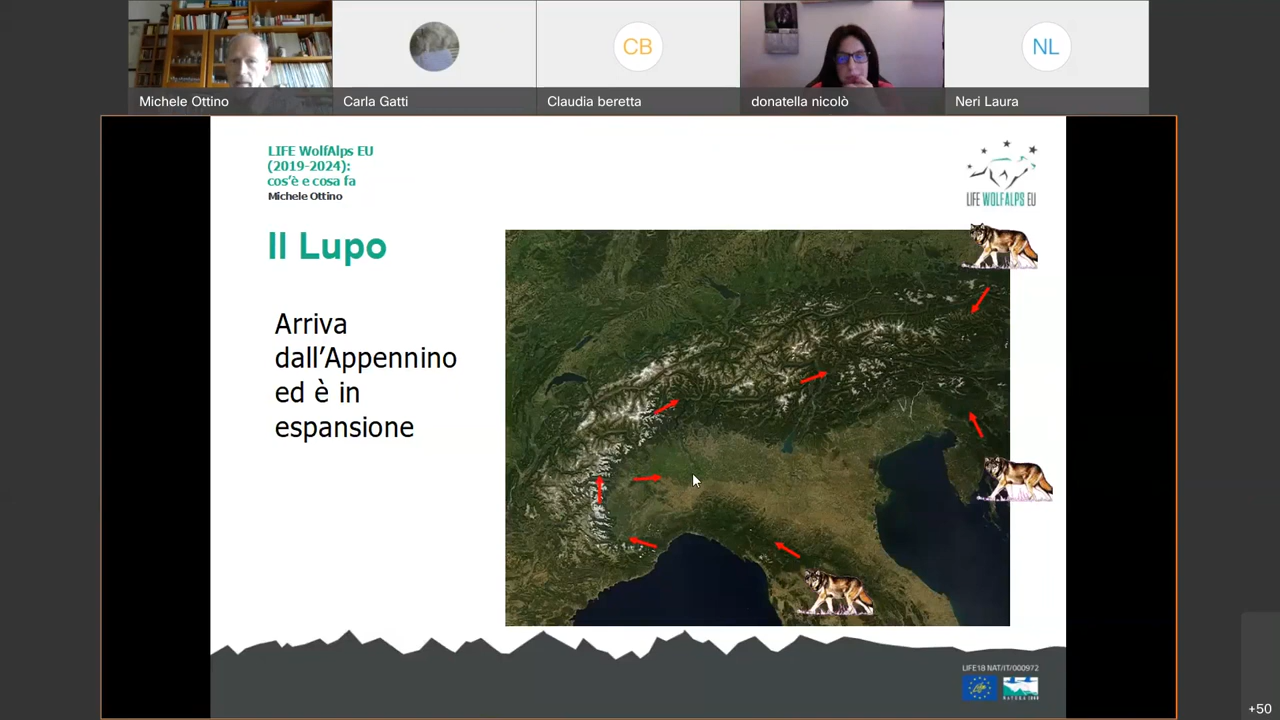 CB
NL
Michele Ottino
Carla Gatti
Claudia beretta
donatella nicolò
Neri Laura
LIFE WolfAlps EU
(2019-2024):
cos'è e cosa fa
Michele Ottino
LIFE WOLFALPS EU
Il Lupo
Arriva
dall'Appennino
ed è in
espansione
LIFE18 NAT/IT/000972
+50